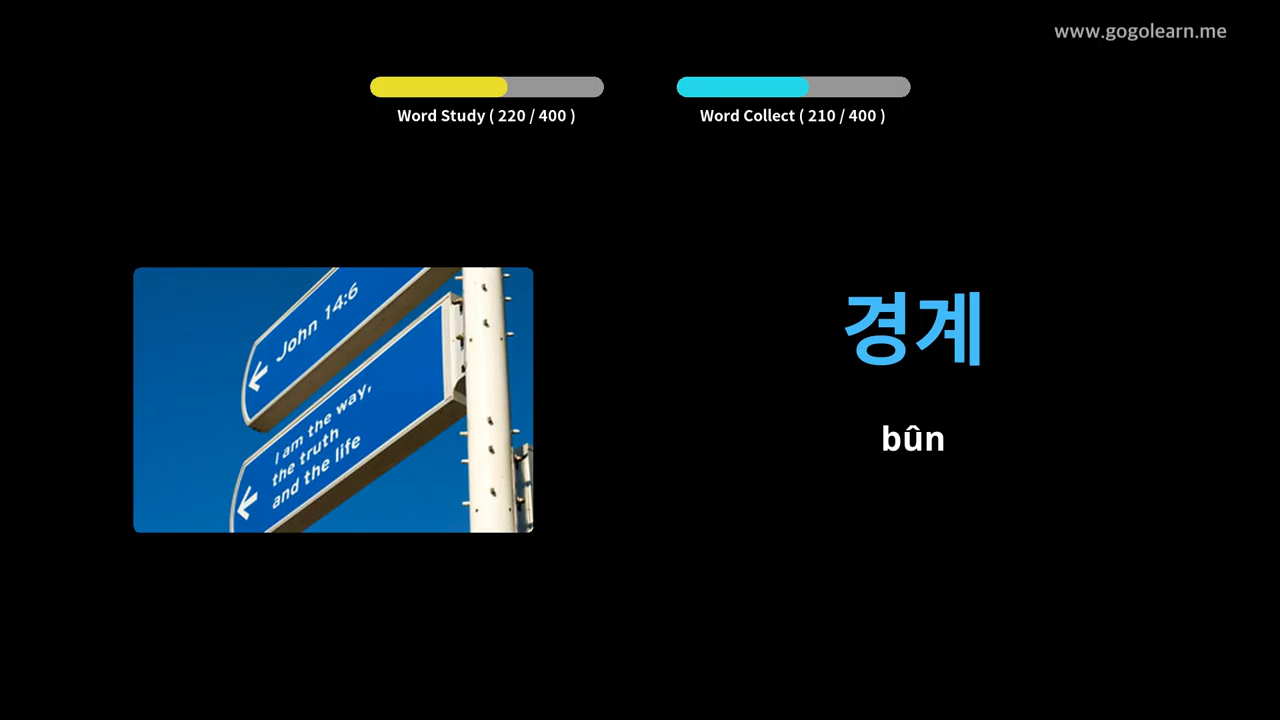 www.gogolearn.me
Word Study ( 220 / 400 )
Word Collect ( 210 / 400 )
John 14:6
I am the way,
the truth
and the life
경계
bûn